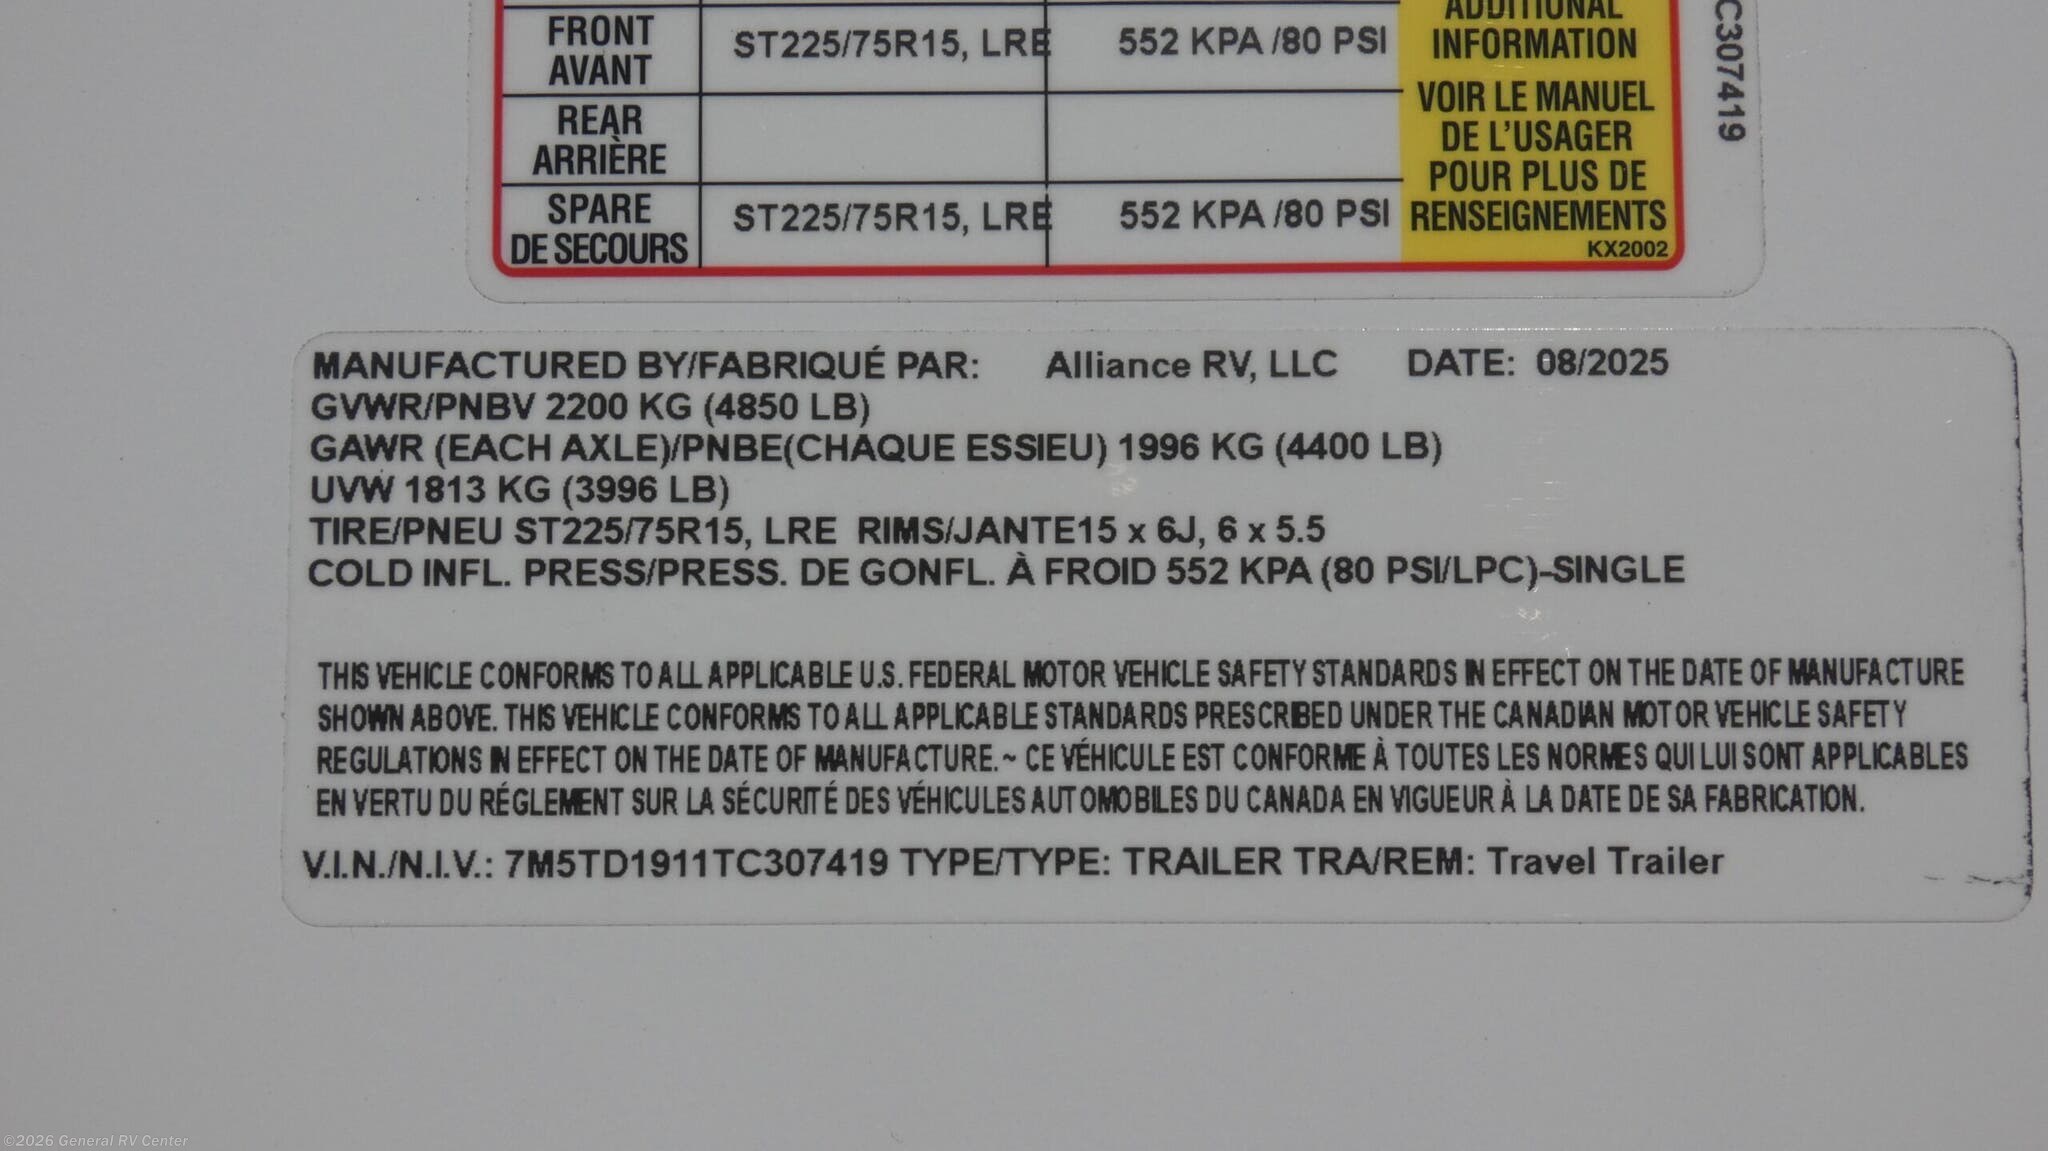 ADDITIONAL
INFORMATION
VOIR LE MANUEL
DE L'USAGER
POUR PLUS DE
RENSEIGNEMENTS
KX2002
FRONT
AVANT
ST225/75R15, LRE 552 KPA /80 PSI
REAR
ARRIÈRE
SPARE
DE SECOURS
ST225/75R15, LRE 552 KPA /80 PSI
C307419
MANUFACTURED BY/FABRIQUÉ PAR: Alliance RV, LLC DATE: 08/2025
GVWR/PNBV 2200 KG (4850 LB)
GAWR (EACH AXLE)/PNBE(CHAQUE ESSIEU) 1996 KG (4400 LB)
UVW 1813 KG (3996 LB)
TIRE/PNEU ST225/75R15, LRE RIMS/JANTE15 x 6J, 6 x 5.5
COLD INFL. PRESS/PRESS. DE GONFL. À FROID 552 KPA (80 PSI/LPC)-SINGLE
THIS VEHICLE CONFORMS TO ALL APPLICABLE U.S. FEDERAL MOTOR VEHICLE SAFETY STANDARDS IN EFFECT ON THE DATE OF MANUFACTURE
SHOWN ABOVE. THIS VEHICLE CONFORMS TO ALL APPLICABLE STANDARDS PRESCRIBED UNDER THE CANADIAN MOTOR VEHICLE SAFETY
REGULATIONS IN EFFECT ON THE DATE OF MANUFACTURE.~ CE VÉHICULE EST CONFORME À TOUTES LES NORMES QUI LUI SONT APPLICABLES
EN VERTU DU RÉGLEMENT SUR LA SÉCURITÉ DES VÉHICULES AUTOMOBILES DU CANADA EN VIGUEUR À LA DATE DE SA FABRICATION.
V.I.N./N.I.V.: 7M5TD1911TC307419 TYPE/TYPE: TRAILER TRA/REM: Travel Trailer
©2026 General RV Center